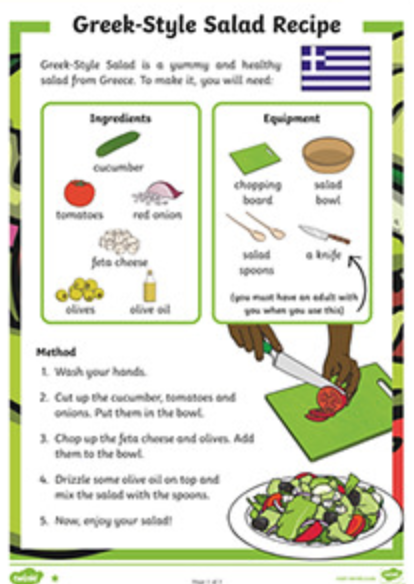 Greek-Style Salad Recipe
Greek-Style Salad is a yummy and healthy
salad from Greece. To make it, you will need:
Ingredients
cucumber
tomatoes
red onion
feta cheese
olives
olive oil
Equipment
chopping
board
salad
bowl
salad
spoons
a knife
(you must have an adult with
you when you use this)
Method
1. Wash your hands.
2. Cut up the cucumber, tomatoes and
onions. Put them in the bowl.
3. Chop up the feta cheese and olives. Add
them to the bowl.
4. Drizzle some olive oil on top and
mix the salad with the spoons.
5. Now, enjoy your salad!
twinkl